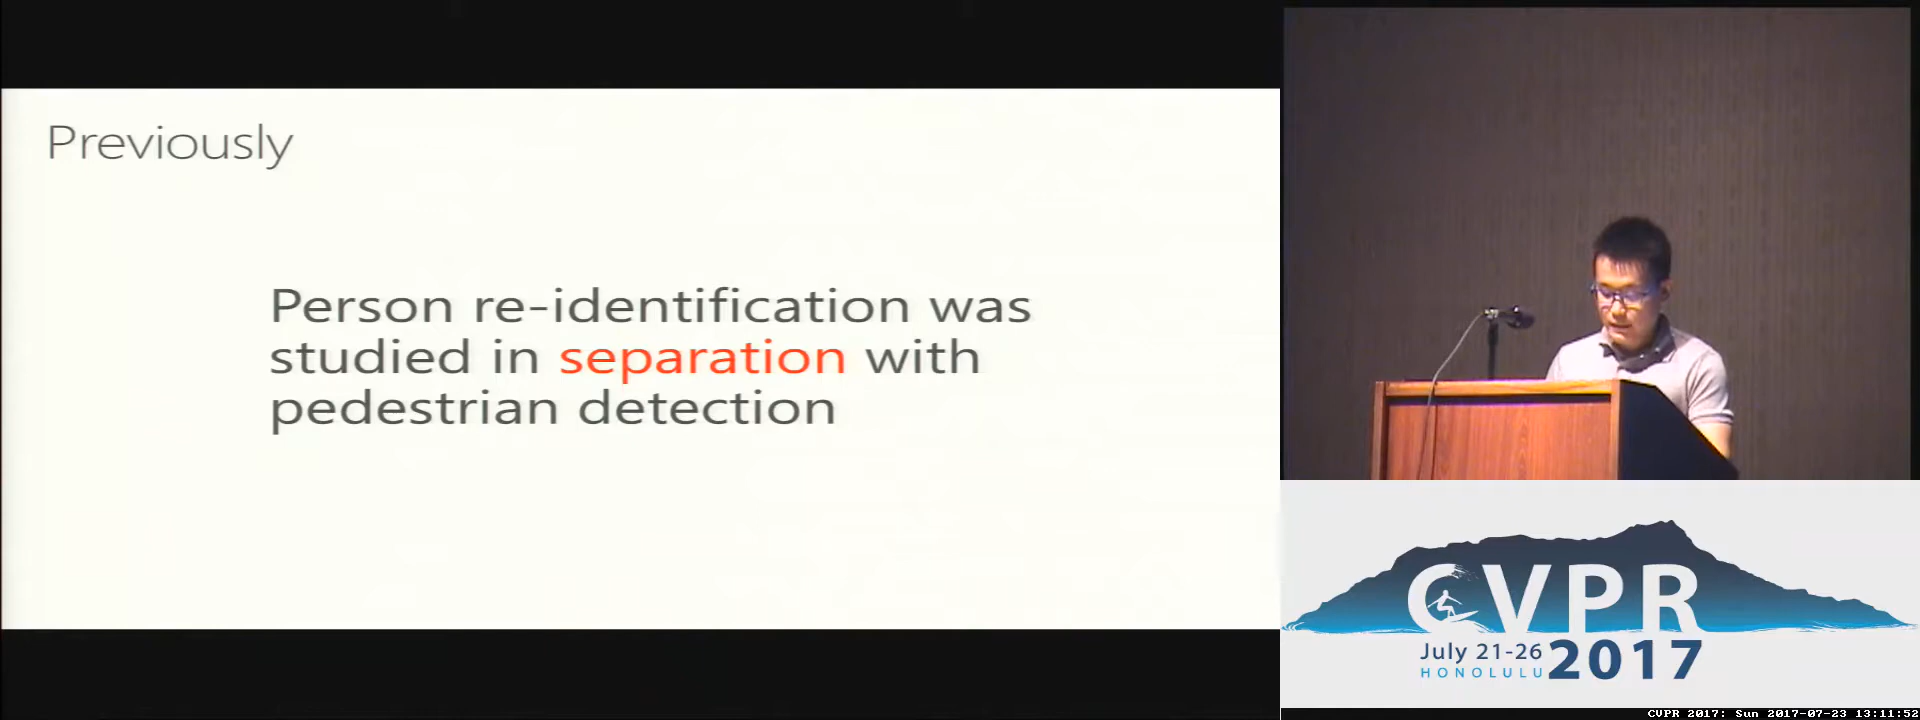 Previously
Person re-identification was
studied in separation with
pedestrian detection
CVPR
July 21-26
HONOLULU
2017
CVPR 2017: Sun 2017-07-23 13:11:52